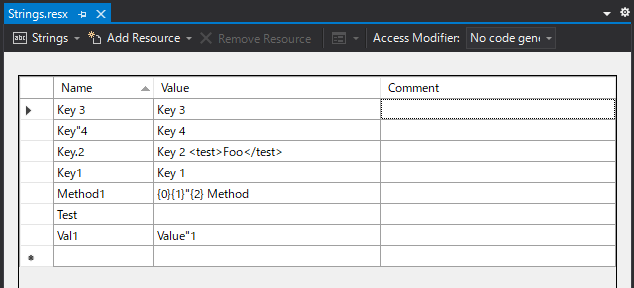 Strings.resx
Strings Add Resource Remove Resource Access Modifier: No code gene
Name Value Comment
Key 3 Key 3
Key"4 Key 4
Key.2 Key 2 <test>Foo</test>
Key1 Key 1
Method1 {0}{1}"{2} Method
Test
Val1 Value"1